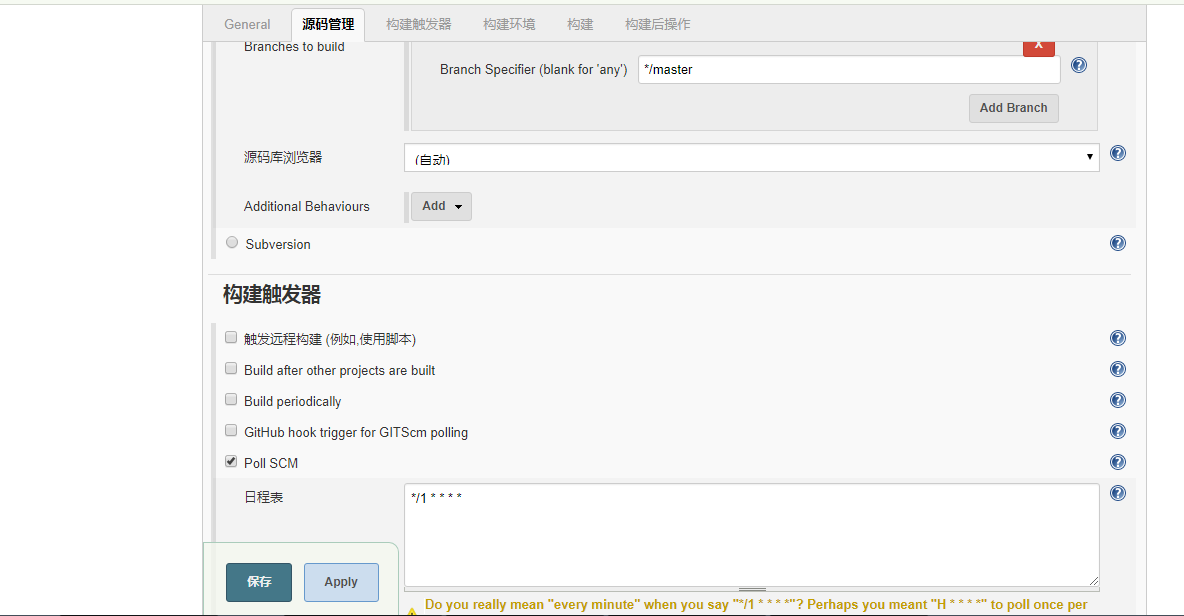 General 源码管理 构建触发器 构建环境 构建 构建后操作
Branches to build
X
Branch Specifier (blank for 'any') */master
Add Branch
源码库浏览器 (自动)
Additional Behaviours Add
Subversion
构建触发器
触发远程构建 (例如,使用脚本)
Build after other projects are built
Build periodically
GitHub hook trigger for GITScm polling
Poll SCM
日程表 */1 * * * *
保存 Apply
Do you really mean "every minute" when you say "*/1 * * * *"? Perhaps you meant "H * * * *" to poll once per